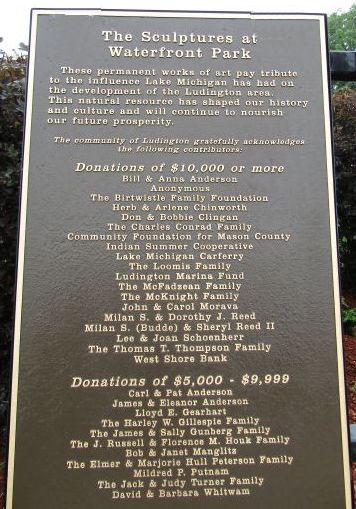 The Sculptures at
Waterfront Park
These permanent works of art pay tribute
to the influence Lake Michigan has had on
the development of the Ludington area.
This natural resource has shaped our history
and culture and will continue to nourish
our future prosperity.
The community of Ludington gratefully acknowledges
the following contributors:
Donations of $10,000 or more
Bill & Anna Anderson
Anonymous
The Birtwistle Family Foundation
Herb & Arlene Chinworth
Don & Bobbie Clingan
The Charles Conrad Family
Community Foundation for Mason County
Indian Summer Cooperative
Lake Michigan Carferry
The Loomis Family
Ludington Marina Fund
The McFadzean Family
The McKnight Family
John & Carol Morava
Milan S. & Dorothy J. Reed
Milan S. (Budde) & Sheryl Reed II
Lee & Joan Schoenherr
The Thomas T. Thompson Family
West Shore Bank
Donations of $5,000 - $9,999
Carl & Pat Anderson
James & Eleanor Anderson
Lloyd E. Gearhart
The Harley W. Gillespie Family
The James & Sally Gunberg Family
The J. Russell & Florence M. Houk Family
Bob & Janet Manglitz
The Elmer & Marjorie Hull Peterson Family
Mildred P. Putnam
The Jack & Judy Turner Family
David & Barbara Whitwam